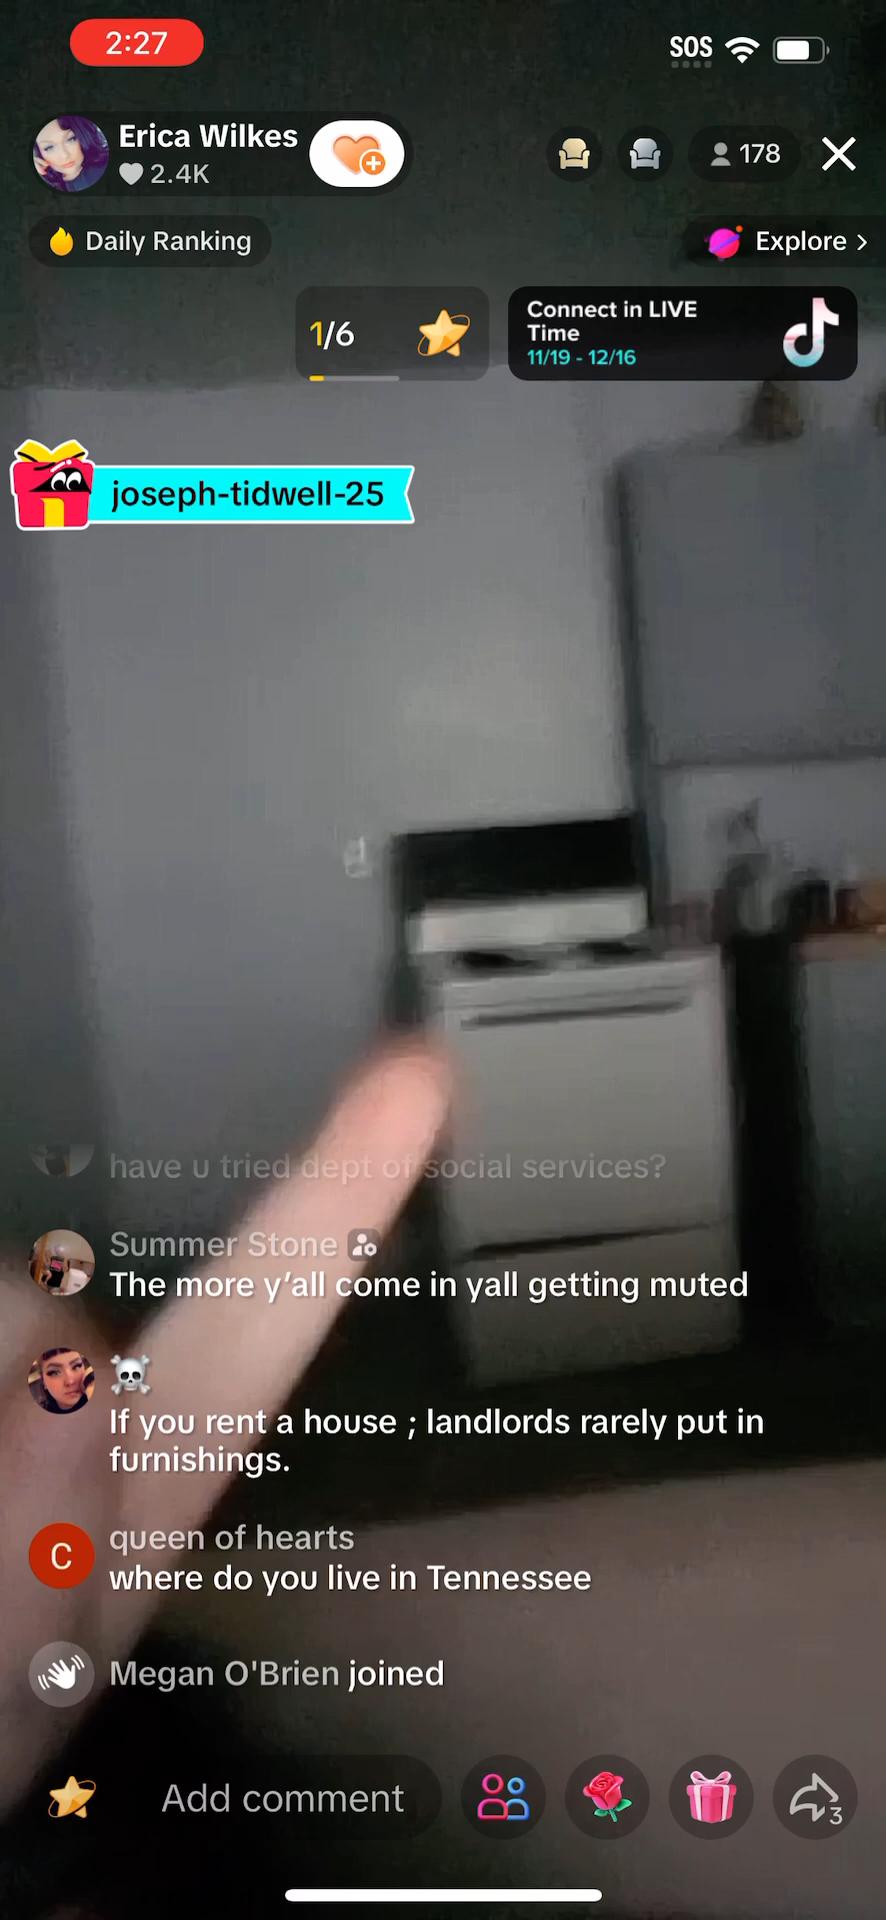 2:27
SOS
Erica Wilkes
2.4K
178
Daily Ranking
Explore >
1/6
Connect in LIVE
Time
11/19 - 12/16
joseph-tidwell-25
have u tried dept of social services?
Summer Stone
The more y’all come in yall getting muted
☠️
If you rent a house ; landlords rarely put in
furnishings.
C
queen of hearts
where do you live in Tennessee
Megan O'Brien joined
Add comment
3